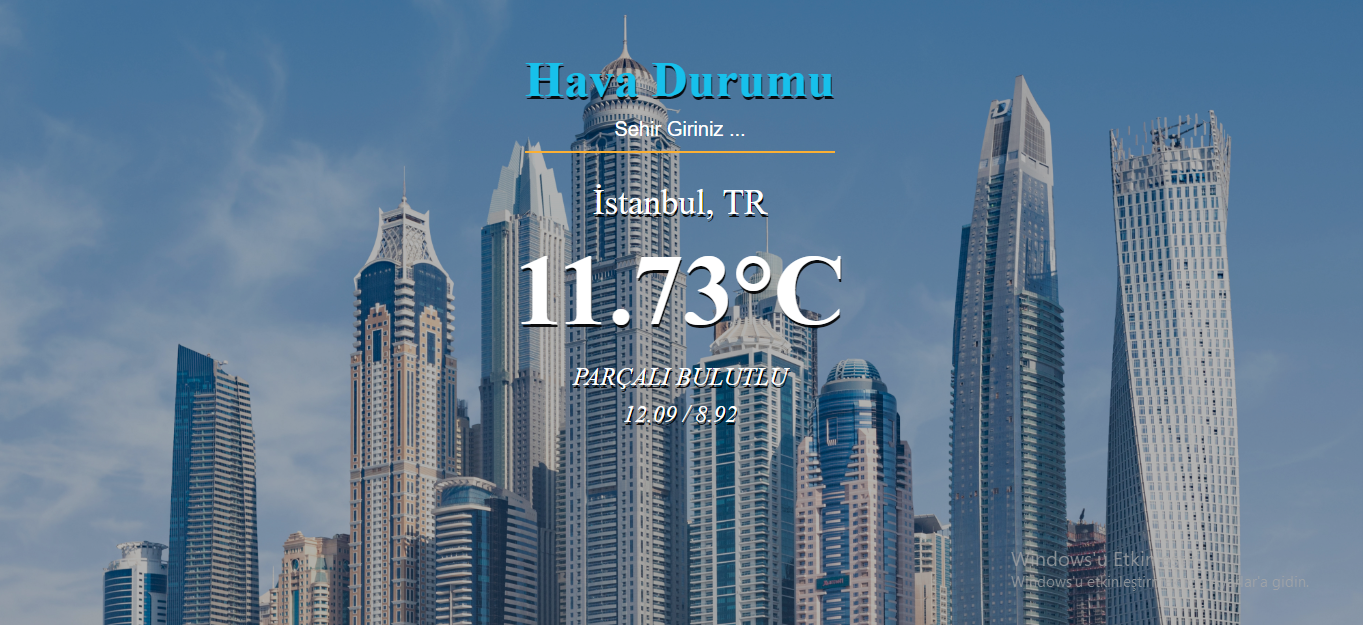 Hava Durumu
Sehir Giriniz ...
İstanbul, TR
11.73°C
PARÇALI BULUTLU
12.09 / 8.92
Windows'u Etkin
Windows'u etkinleştirm
gidin.